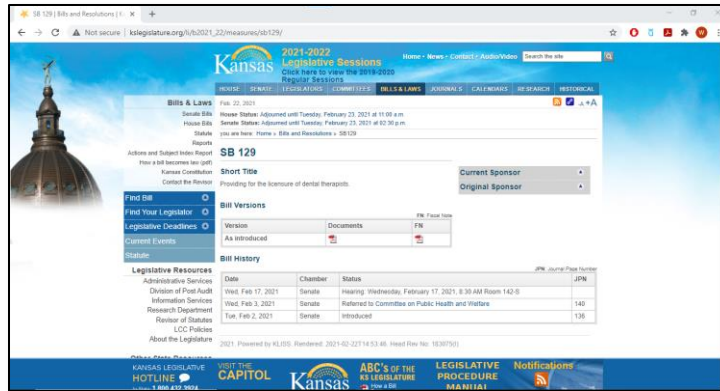 SB 129 | Bills and Resolutions |
Not secure | kslegislature.org/li/b2021_22/measures/sb129/
Kansas
2021-2022
Legislative Sessions
Click here to view the 2019-2020
Regular Sessions
Home - News - Contact - Audio/Video
Search the site
HOUSE SENATE LEGISLATORS COMMITTEES BILLS & LAWS JOURNALS CALENDARS RESEARCH HISTORICAL
Bills & Laws
Senate Bills
House Bills
Statute
Reports
Actions and Subject Index Report
How a bill becomes law (pdf)
Kansas Constitution
Contact the Revisor
Find Bill
Find Your Legislator
Legislative Deadlines
Current Events
Statute
Legislative Resources
Administrative Services
Division of Post Audit
Information Services
Research Department
Revisor of Statutes
LCC Policies
About the Legislature
Other State Resources
Feb. 22, 2021
House Status: Adjourned until Tuesday, February 23, 2021 at 11:00 a.m.
Senate Status: Adjourned until Tuesday, February 23, 2021 at 02:30 p.m.
you are here: Home » Bills and Resolutions » SB129
SB 129
Short Title
Providing for the licensure of dental therapists.
Current Sponsor
Original Sponsor
Bill Versions
FN: Fiscal Note
Version Documents FN
As introduced
Bill History
JPN: Journal Page Number
Date Chamber Status JPN
Wed, Feb 17, 2021 Senate Hearing: Wednesday, February 17, 2021, 8:30 AM Room 142-S
Wed, Feb 3, 2021 Senate Referred to Committee on Public Health and Welfare 140
Tue, Feb 2, 2021 Senate Introduced 136
KANSAS LEGISLATIVE
HOTLINE
VISIT THE
CAPITOL
Kansas
ABC's OF THE
KS LEGISLATURE
How a Bill
LEGISLATIVE
PROCEDURE
MANUAL
Notifications